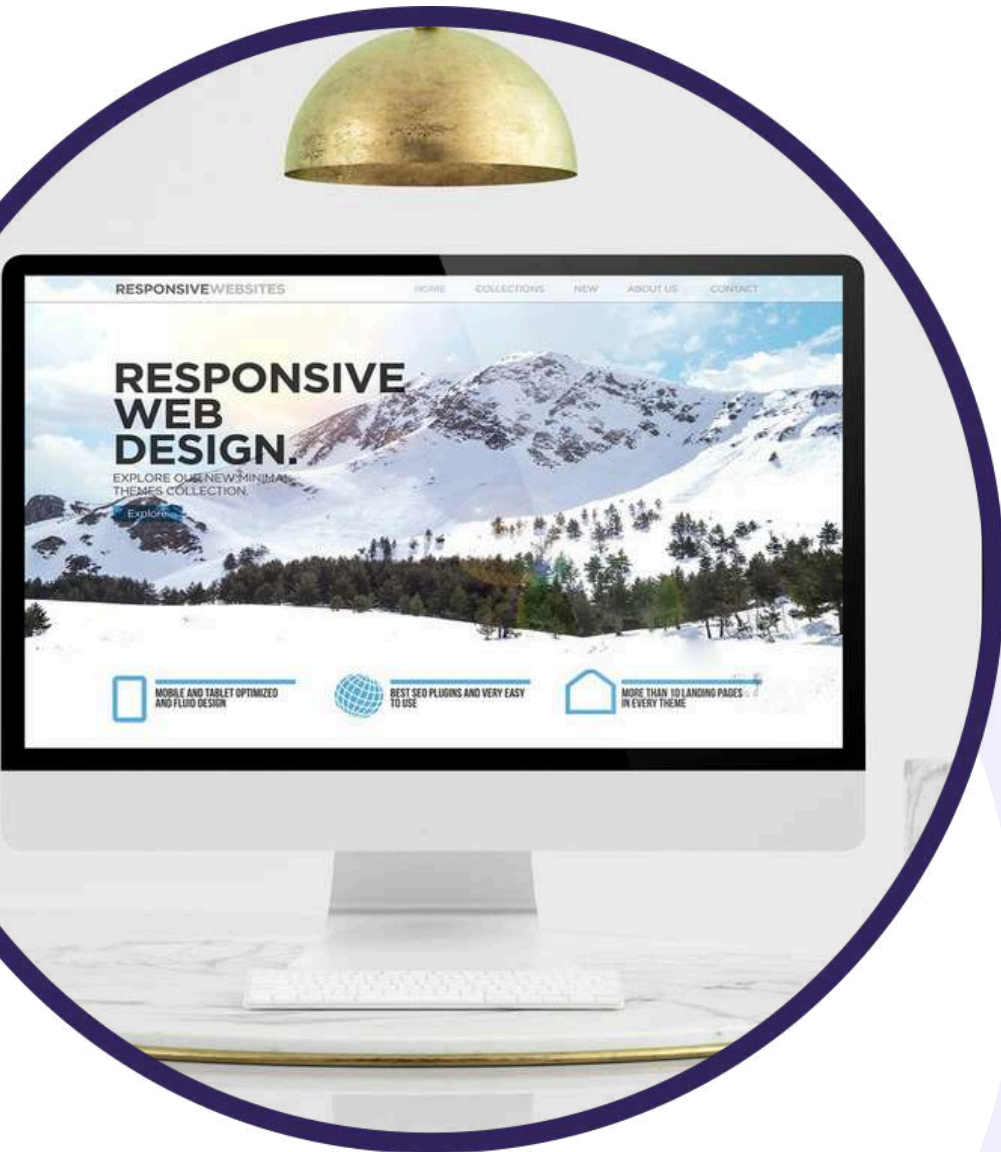 RESPONSIVEWEBSITES
HOME COLLECTIONS NEW ABOUT US CONTACT
RESPONSIVE
WEB
DESIGN.
EXPLORE OUR NEW MINIMAL
THEMES COLLECTION.
Explore
MOBILE AND TABLET OPTIMIZED
AND FLUID DESIGN
BEST SEO PLUGINS AND VERY EASY
TO USE
MORE THAN 10 LANDING PAGES
IN EVERY THEME